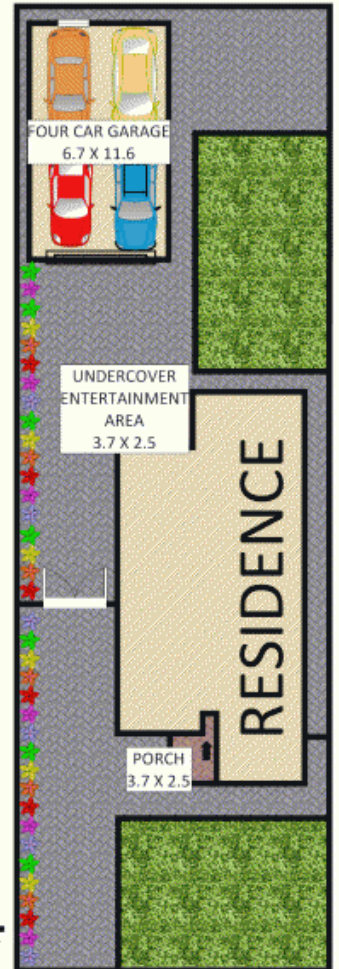 FOUR CAR GARAGE
6.7 X 11.6
UNDERCOVER
ENTERTAINMENT
AREA
3.7 X 2.5
RESIDENCE
PORCH
3.7 X 2.5